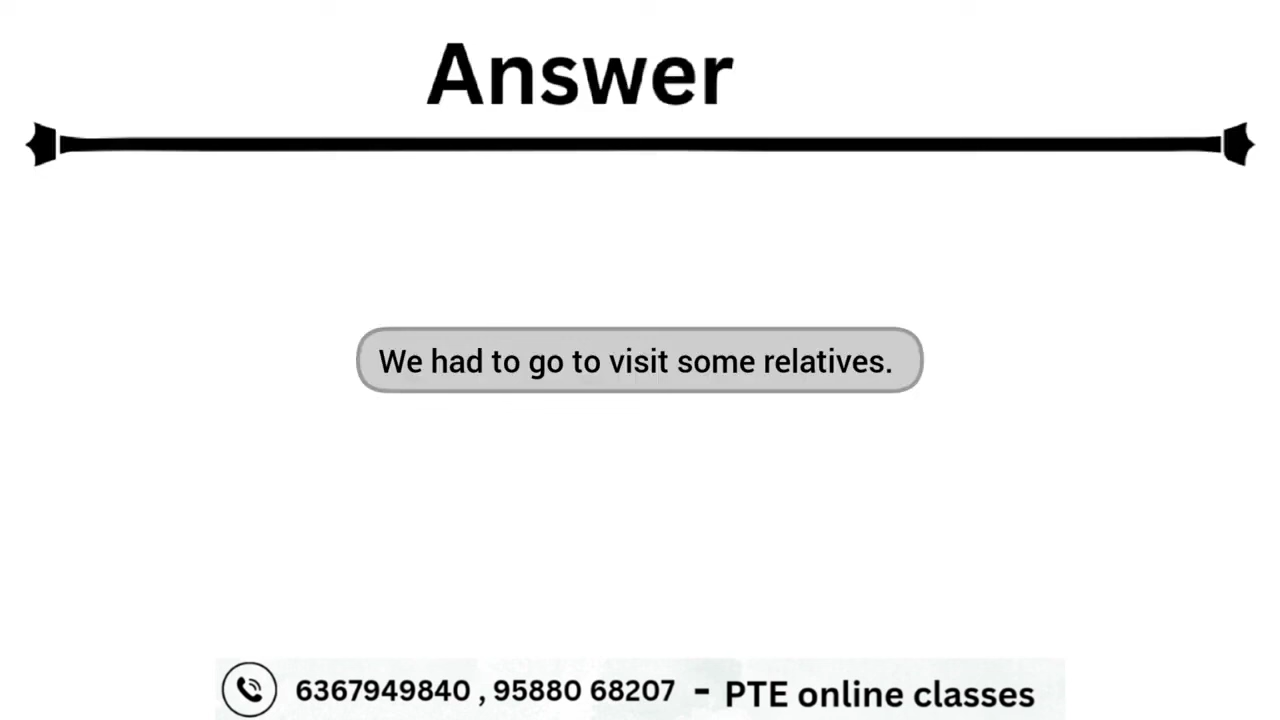 Answer
We had to go to visit some relatives.
6367949840 , 95880 68207 - PTE online classes